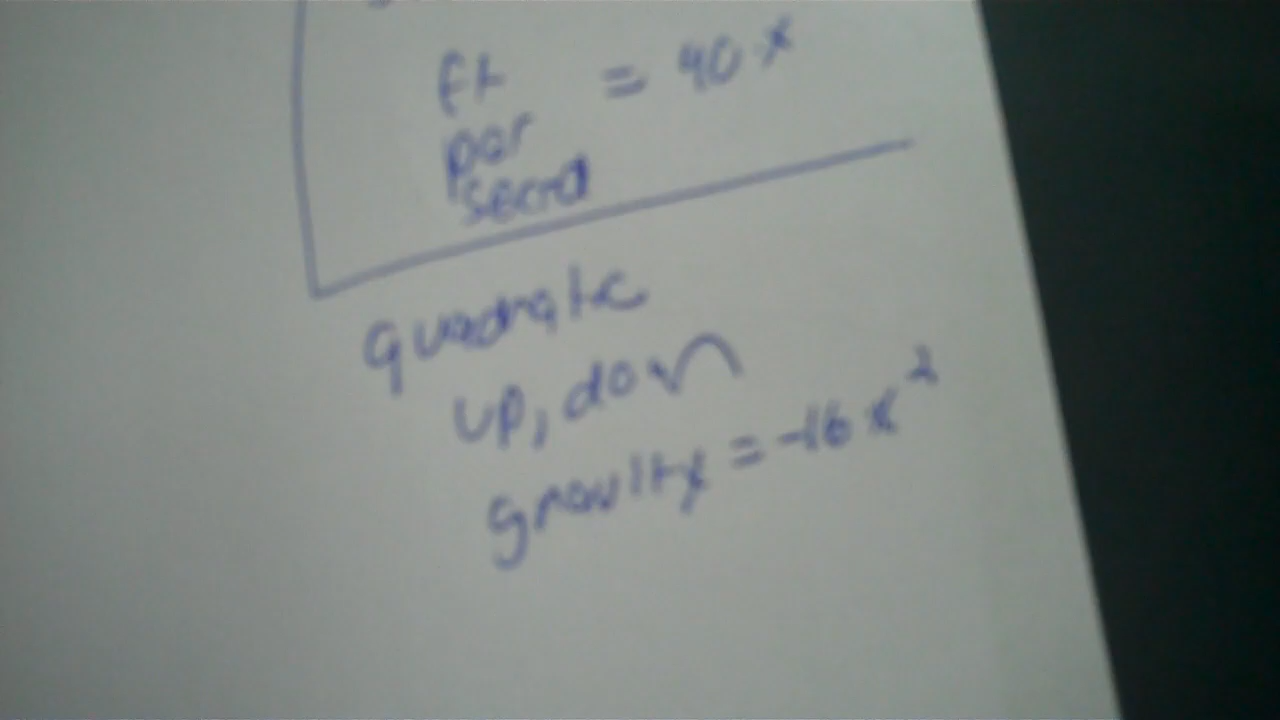 ft
per = 40x
second
quadratic
up, down
gravity = -16x²